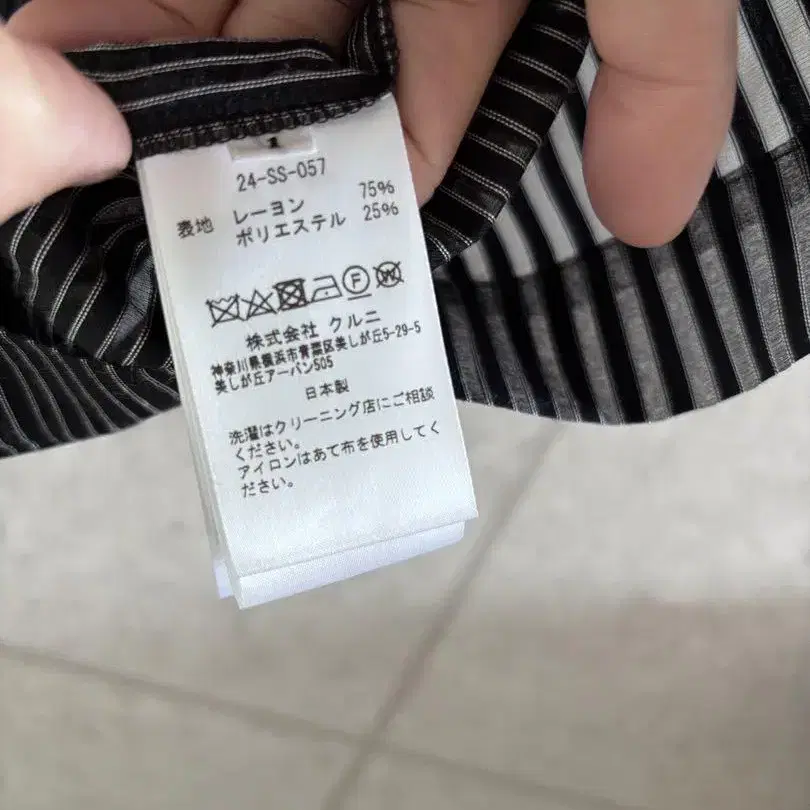 1
24-SS-057
表地 レーヨン 75%
ポリエステル 25%
F W
株式会社 クルニ
神奈川県横浜市青葉区美しが丘5-29-5
美しが丘アーバン505
日本製
洗濯はクリーニング店にご相談
ください。
アイロンはあて布を使用してく
ださい。